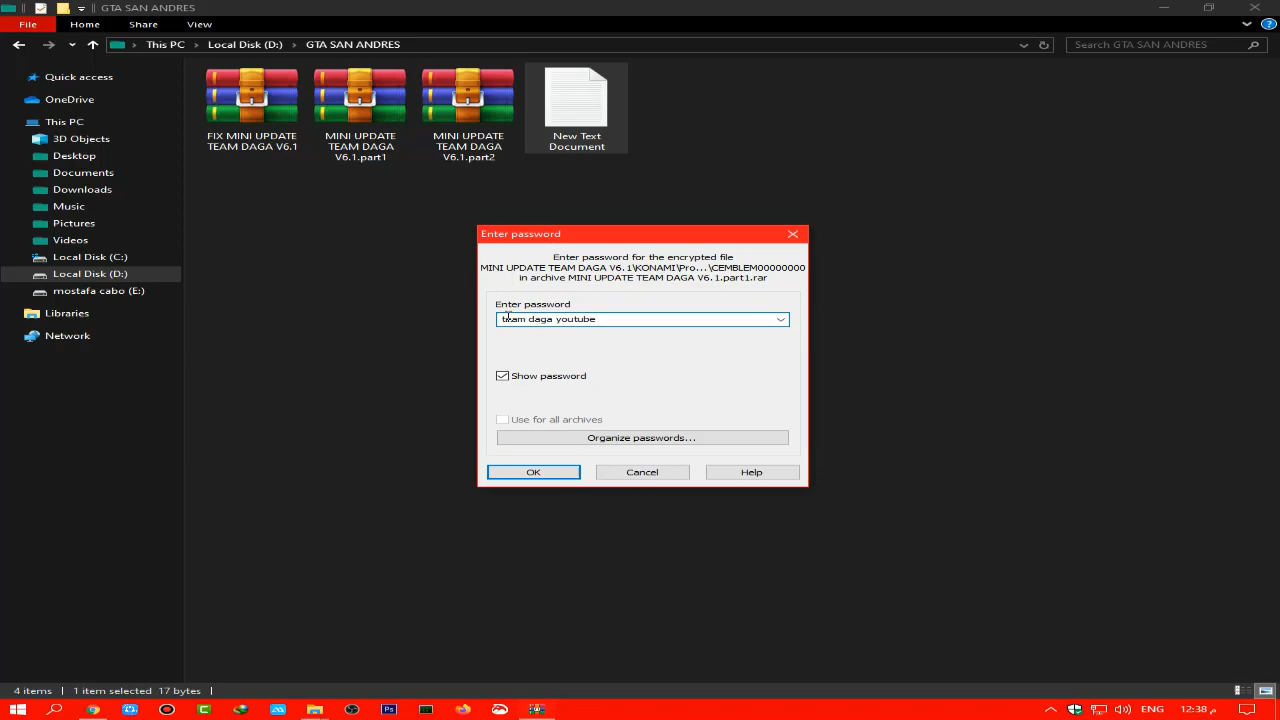 GTA SAN ANDRES
File Home Share View
This PC Local Disk (D:) GTA SAN ANDRES
Search GTA SAN ANDRES
Quick access
OneDrive
This PC
3D Objects
Desktop
Documents
Downloads
Music
Pictures
Videos
Local Disk (C:)
Local Disk (D:)
mostafa cabo (E:)
Libraries
Network
FIX MINI UPDATE
TEAM DAGA V6.1
MINI UPDATE
TEAM DAGA
V6.1.part1
MINI UPDATE
TEAM DAGA
V6.1.part2
New Text
Document
Enter password
Enter password for the encrypted file
MINI UPDATE TEAM DAGA V6.1\KONAMI\Pro...\CEMBLEM00000000
in archive MINI UPDATE TEAM DAGA V6.1.part1.rar
Enter password
team daga youtube
Show password
Use for all archives
Organize passwords...
OK Cancel Help
4 items 1 item selected 17 bytes
Ps
ENG 12:38 م